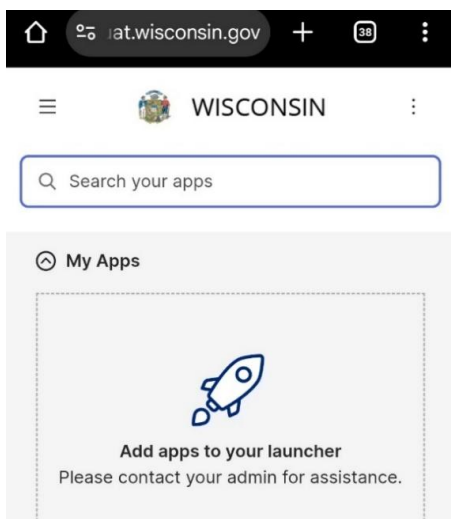 uat.wisconsin.gov
38
WISCONSIN
Search your apps
My Apps
Add apps to your launcher
Please contact your admin for assistance.